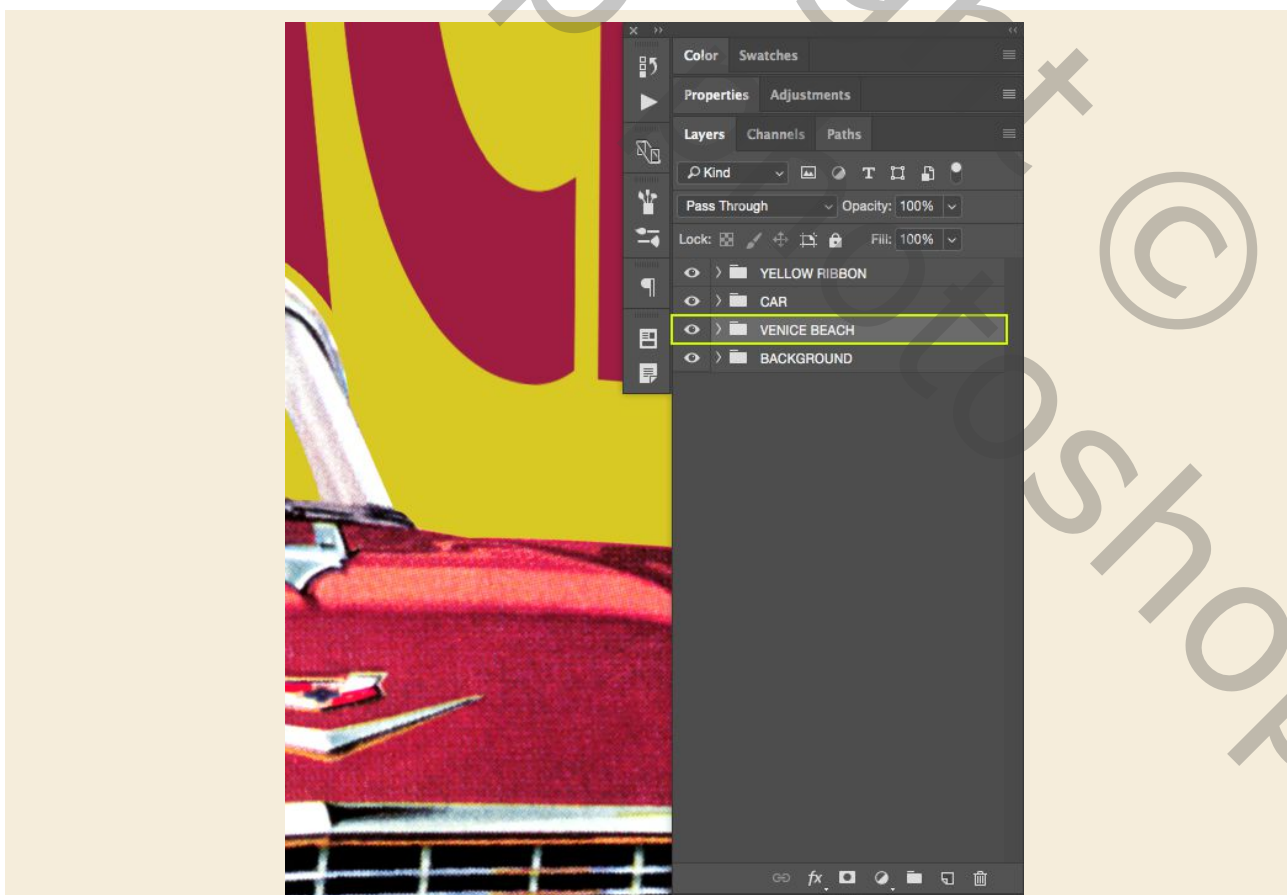 Color Swatches
Properties Adjustments
Layers Channels Paths
Kind T
Pass Through Opacity: 100%
Lock: Fill: 100%
YELLOW RIBBON
CAR
VENICE BEACH
BACKGROUND
fx
©